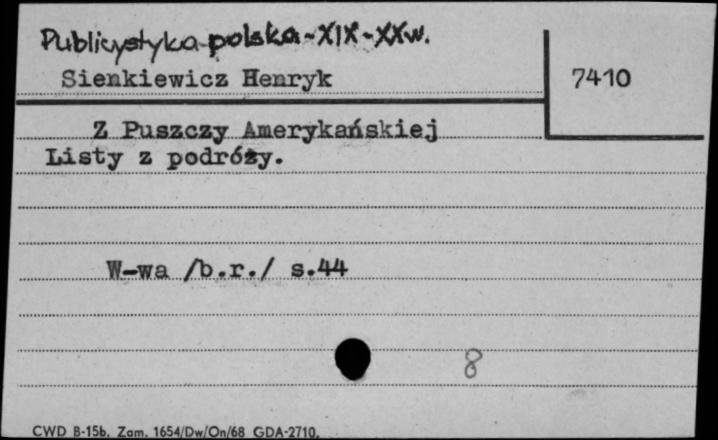 Publicystyka polska-XIX-XXw.
Sienkiewicz Henryk
7410
Z Puszczy Amerykańskiej
Listy z podróży.
W-wa /b.r./ s.44
8
CWD B-15b. Zam. 1654/Dw/On/68 GDA-2710.